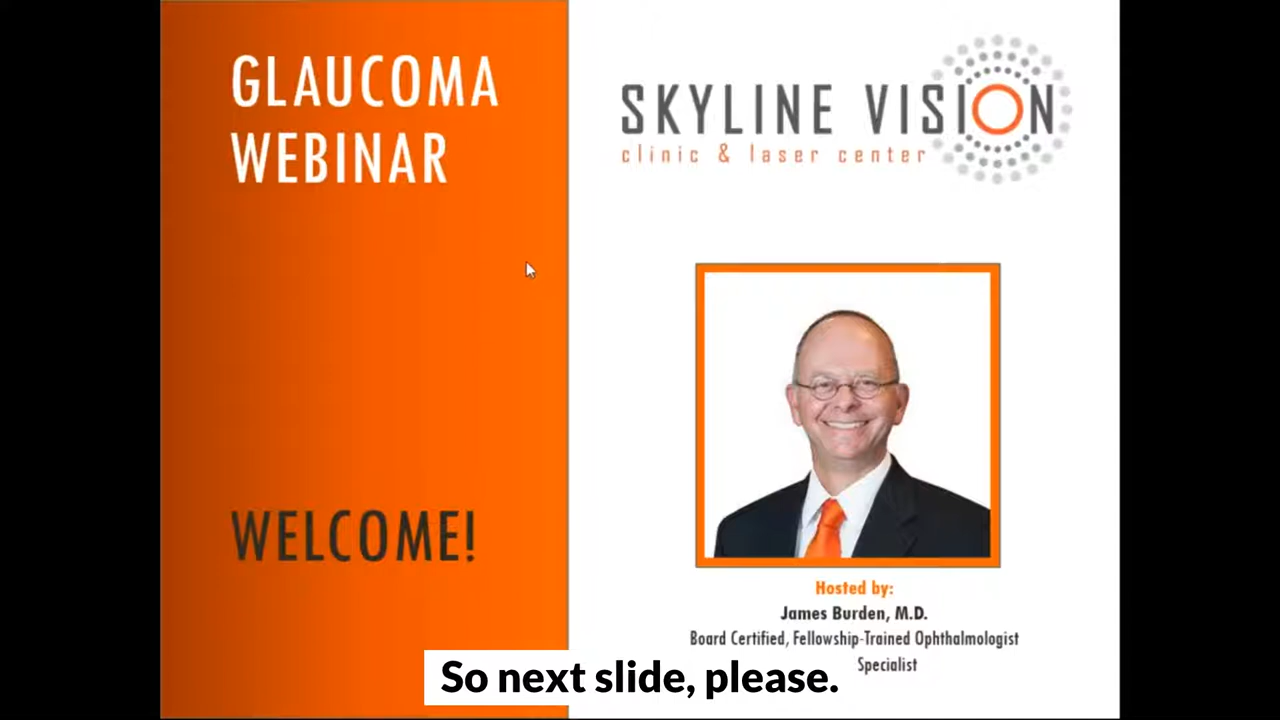 GLAUCOMA
WEBINAR
WELCOME!
SKYLINE VISION
clinic & laser center
Hosted by:
James Burden, M.D.
Board Certified, Fellowship-Trained Ophthalmologist
Specialist
So next slide, please.